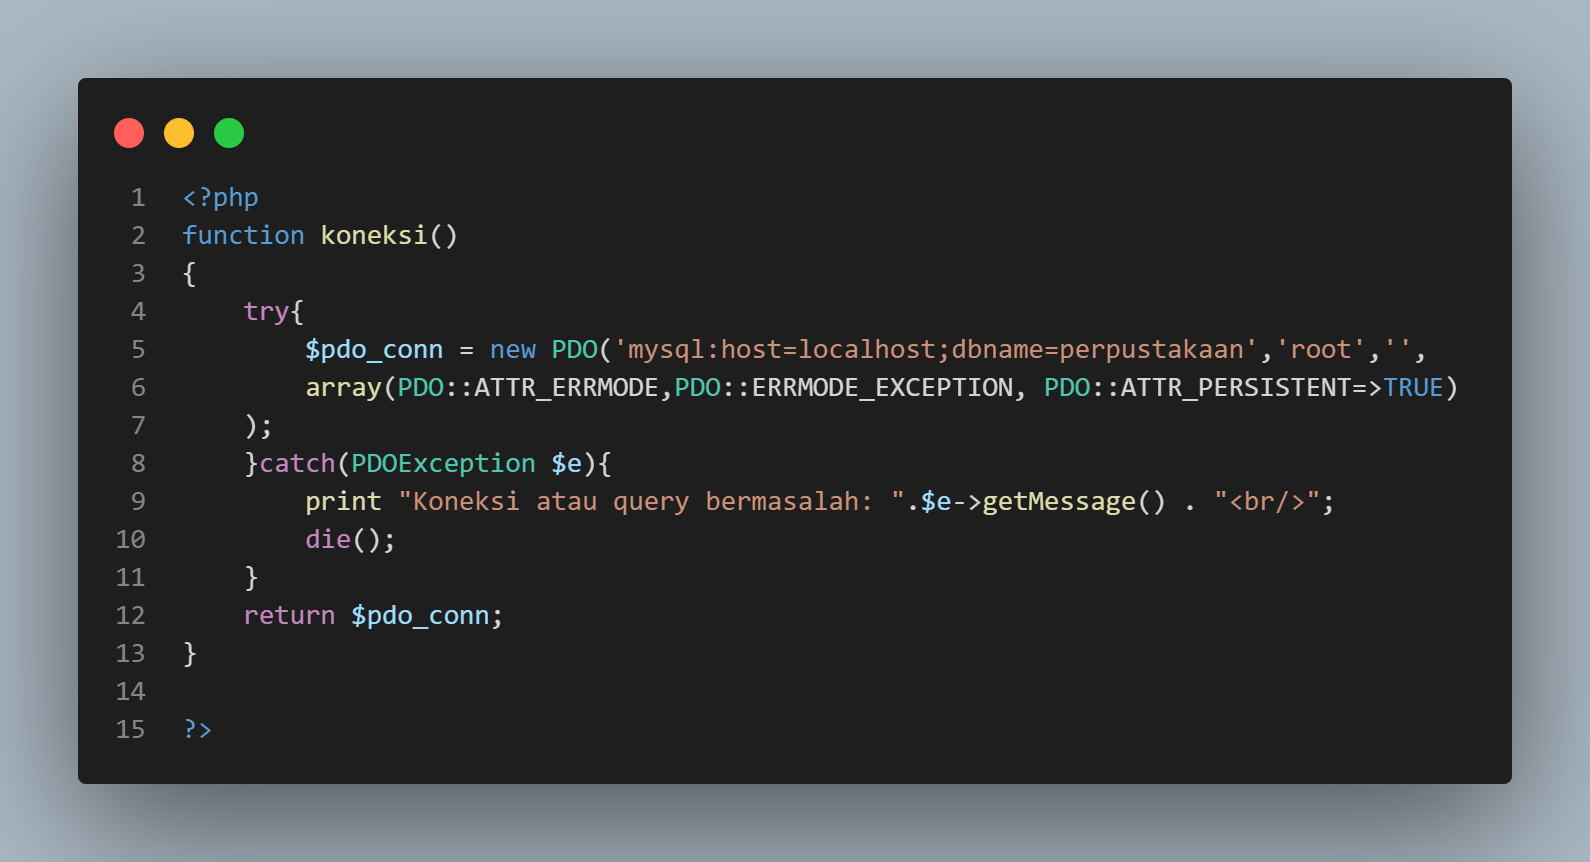 1 <?php
2 function koneksi()
3 {
4     try{
5         $pdo_conn = new PDO('mysql:host=localhost;dbname=perpustakaan','root','',
6         array(PDO::ATTR_ERRMODE,PDO::ERRMODE_EXCEPTION, PDO::ATTR_PERSISTENT=>TRUE)
7     );
8     }catch(PDOException $e){
9         print "Koneksi atau query bermasalah: ".$e->getMessage() . "<br/>";
10         die();
11     }
12     return $pdo_conn;
13 }
14
15 ?>